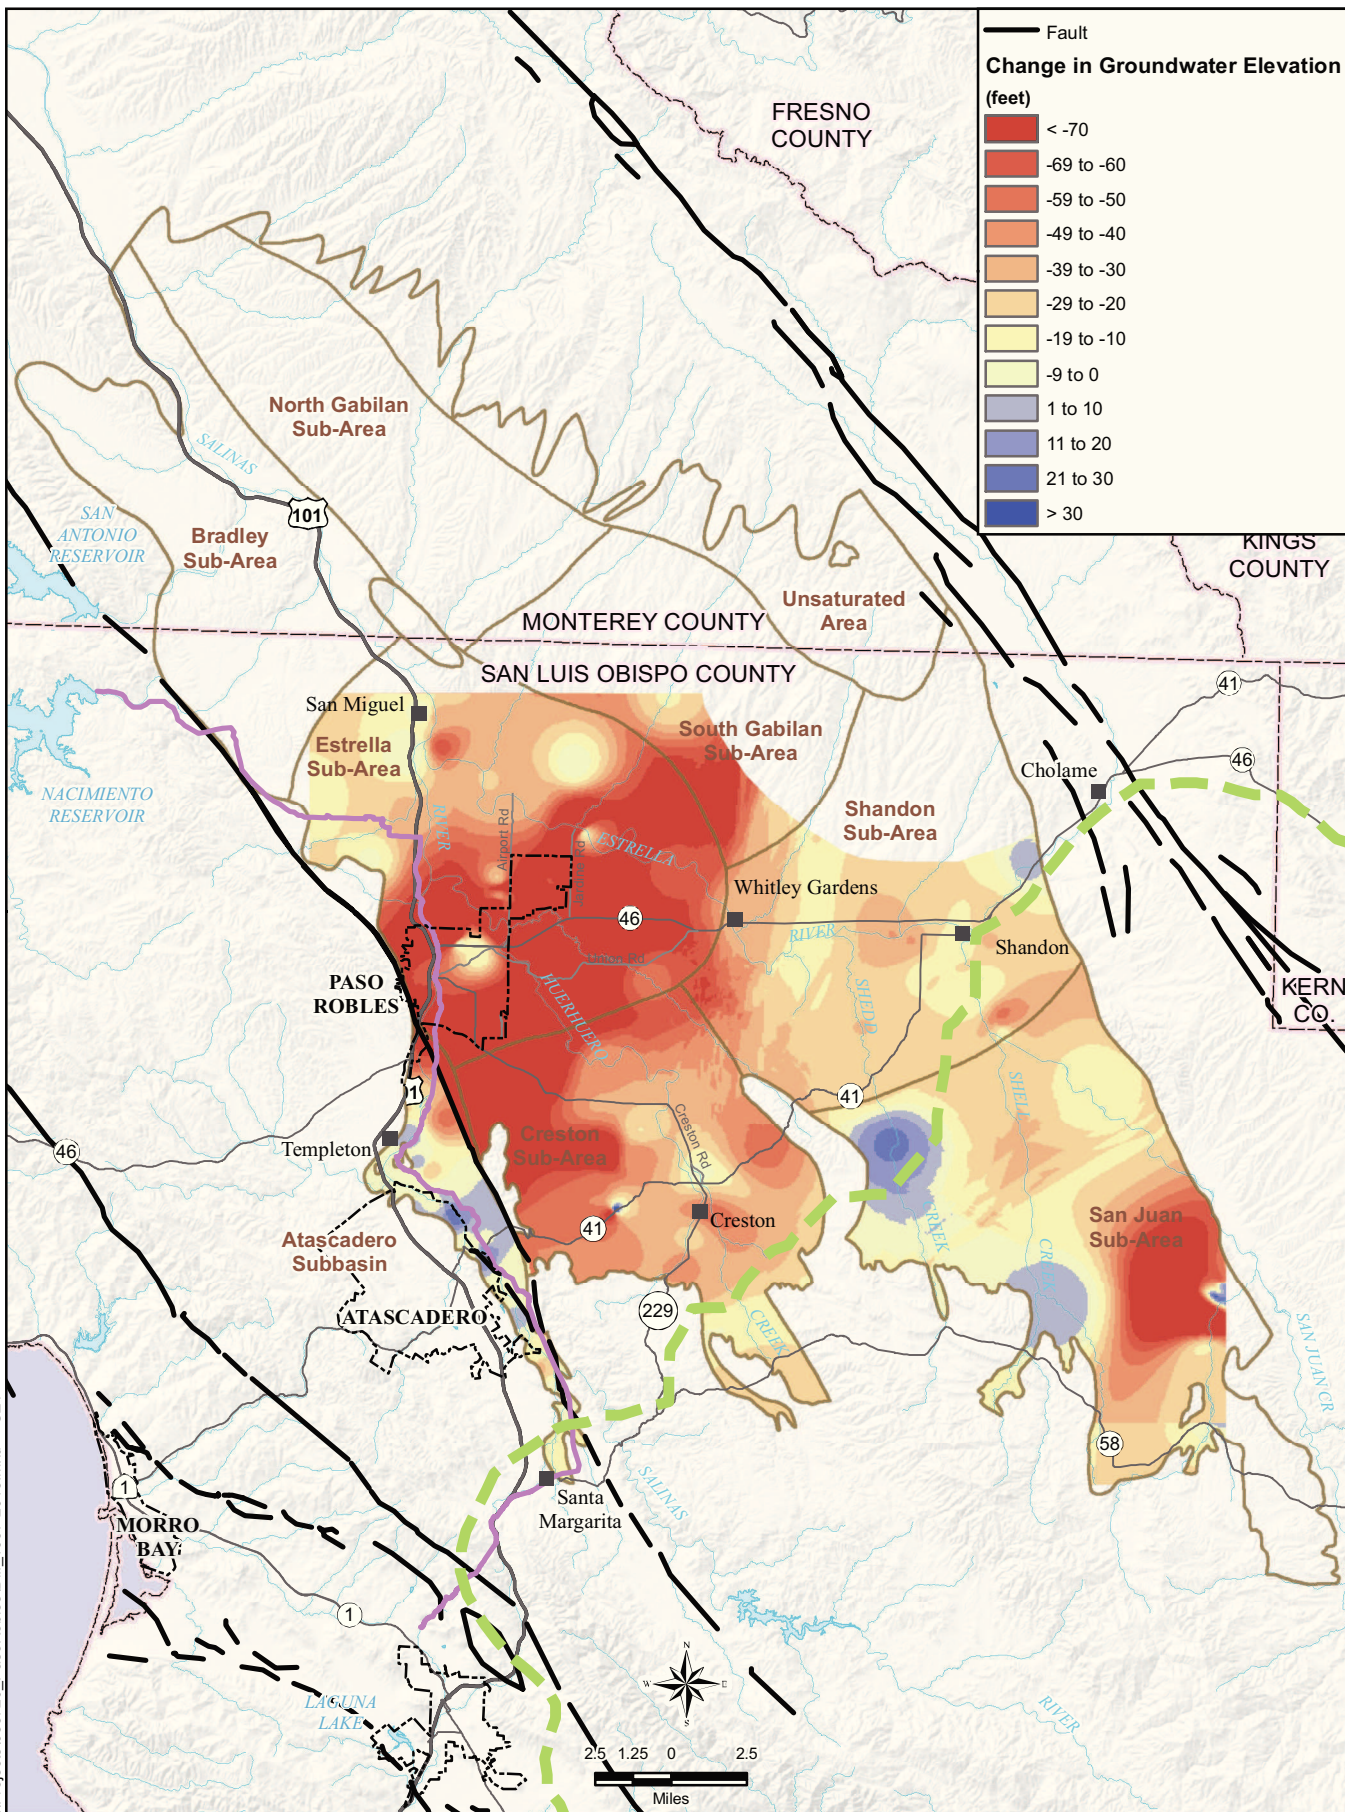 Fault
Change in Groundwater Elevation
(feet)
< -70
-69 to -60
-59 to -50
-49 to -40
-39 to -30
-29 to -20
-19 to -10
-9 to 0
1 to 10
11 to 20
21 to 30
> 30
FRESNO
COUNTY
KINGS
COUNTY
North Gabilan
Sub-Area
SALINAS
101
SAN
ANTONIO
RESERVOIR
Bradley
Sub-Area
Unsaturated
Area
MONTEREY COUNTY
SAN LUIS OBISPO COUNTY
41
San Miguel
South Gabilan
Sub-Area
Estrella
Sub-Area
46
Cholame
NACIMIENTO
RESERVOIR
Shandon
Sub-Area
RIVER
Airport Rd
Jardine Rd
ESTRELLA
Whitley Gardens
46
RIVER
Shandon
Union Rd
PASO
ROBLES
HUERHUERO
SHEDD
KERN
CO.
41
SHELL
Creston Rd
46
Templeton
Creston
Sub-Area
Creston
41
CREEK
San Juan
Sub-Area
Atascadero
Subbasin
CREEK
ATASCADERO
229
CREEK
SAN JUAN CR
58
1
Santa
Margarita
SALINAS
MORRO
BAY
1
LAGUNA
LAKE
N
W
E
S
RIVER
2.5 1.25 0 2.5
Miles